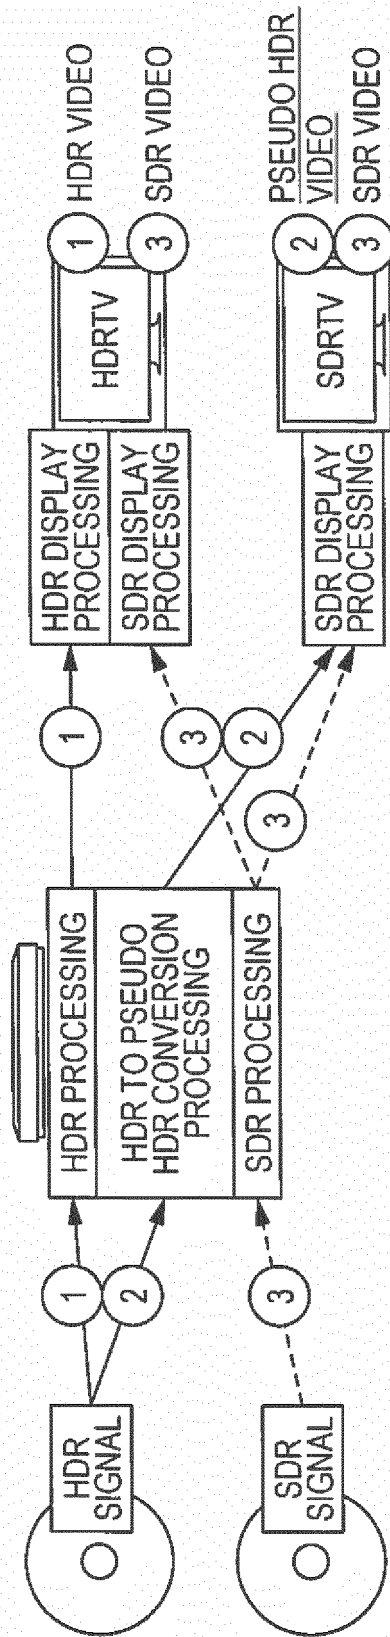 HDR
SIGNAL
SDR
SIGNAL
1
2
3
HDR PROCESSING
HDR TO PSEUDO
HDR CONVERSION
PROCESSING
SDR PROCESSING
1
3
2
3
HDR DISPLAY
PROCESSING
SDR DISPLAY
PROCESSING
SDR DISPLAY
PROCESSING
HDRTV
SDRTV
1 HDR VIDEO
3 SDR VIDEO
2 PSEUDO HDR
VIDEO
3 SDR VIDEO